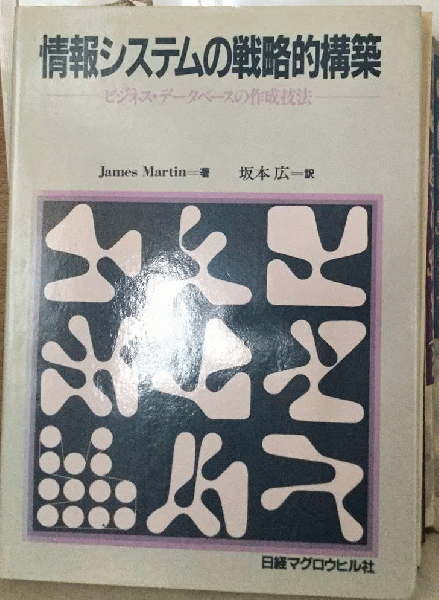 情報システムの戦略的構築
ビジネス・データベースの作成技法
James Martin=著 坂本 広=訳
日経マグロウヒル社